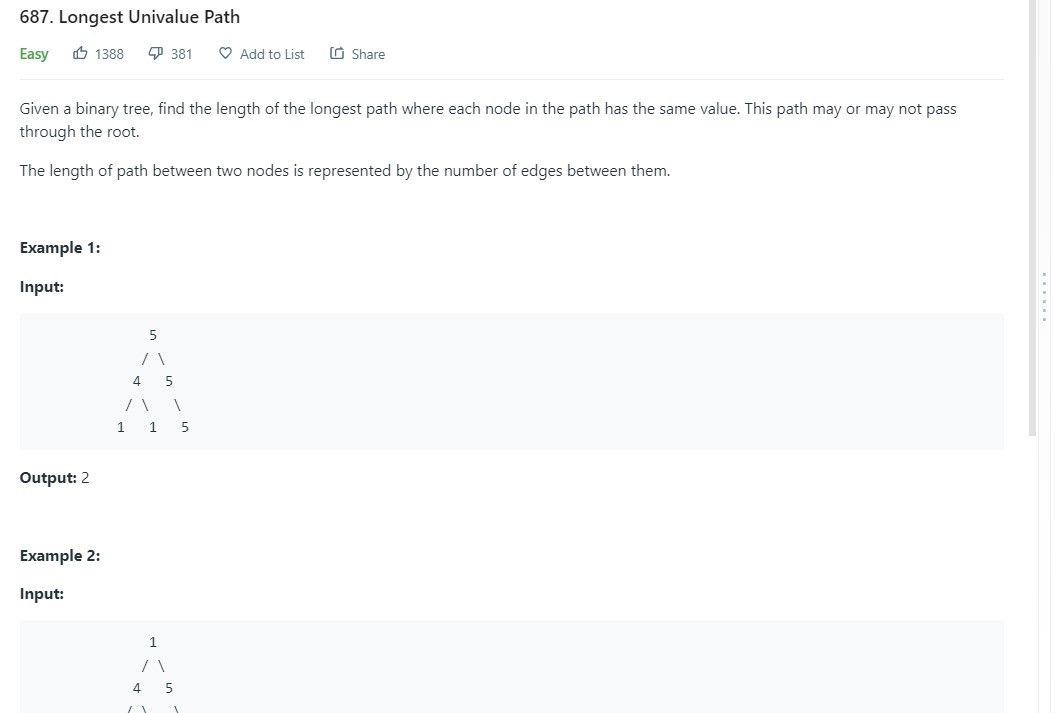 687. Longest Univalue Path
Easy 1388 381 Add to List Share
Given a binary tree, find the length of the longest path where each node in the path has the same value. This path may or may not pass
through the root.
The length of path between two nodes is represented by the number of edges between them.
Example 1:
Input:
5
/ \
4 5
/ \ \
1 1 5
Output: 2
Example 2:
Input:
1
/ \
4 5
/ \ \